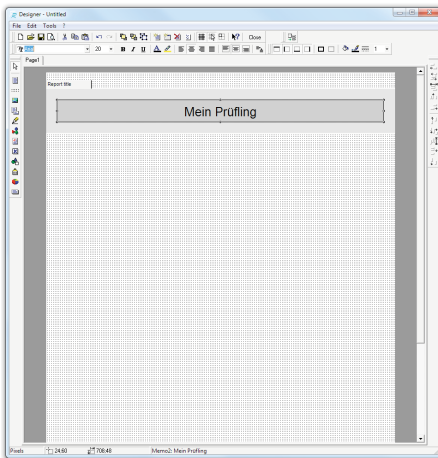 Designer - Untitled
File Edit Tools ?
Close
20 B I U 1
Page1
Report title
Mein Prüfling
Pixels 24;60 708;48 Memo2: Mein Prüfling